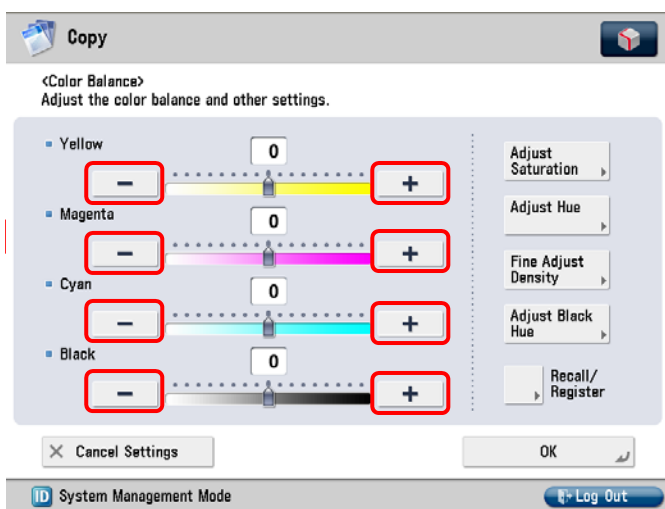 Copy
<Color Balance>
Adjust the color balance and other settings.
Yellow
0
− +
Magenta
0
− +
Cyan
0
− +
Black
0
− +
Adjust
Saturation
Adjust Hue
Fine Adjust
Density
Adjust Black
Hue
Recall/
Register
Cancel Settings
OK
ID System Management Mode
Log Out